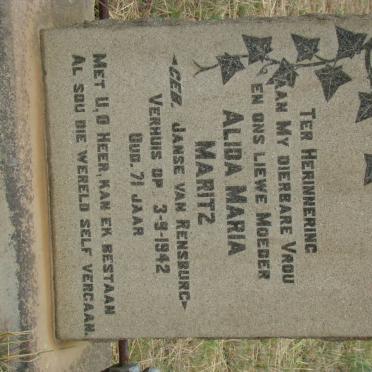 TER HERINNERING
AAN MY DIERBARE VROU
EN ONS LIEWE MOEDER
ALIDA MARIA
MARITZ
<GEB. JANSE VAN RENSBURG>
VERHUIS OP 3-9-1942
OUD 71 JAAR
MET U, O HEER, KAN EK BESTAAN
AL SOU DIE WERELD SELF VERGAAN.